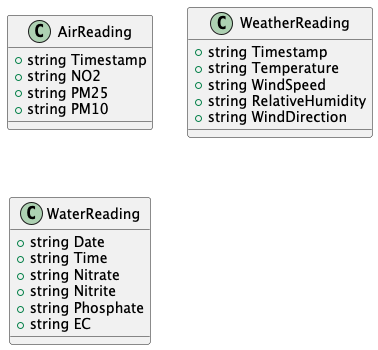 C AirReading
string Timestamp
string NO2
string PM25
string PM10
C WeatherReading
string Timestamp
string Temperature
string WindSpeed
string RelativeHumidity
string WindDirection
C WaterReading
string Date
string Time
string Nitrate
string Nitrite
string Phosphate
string EC